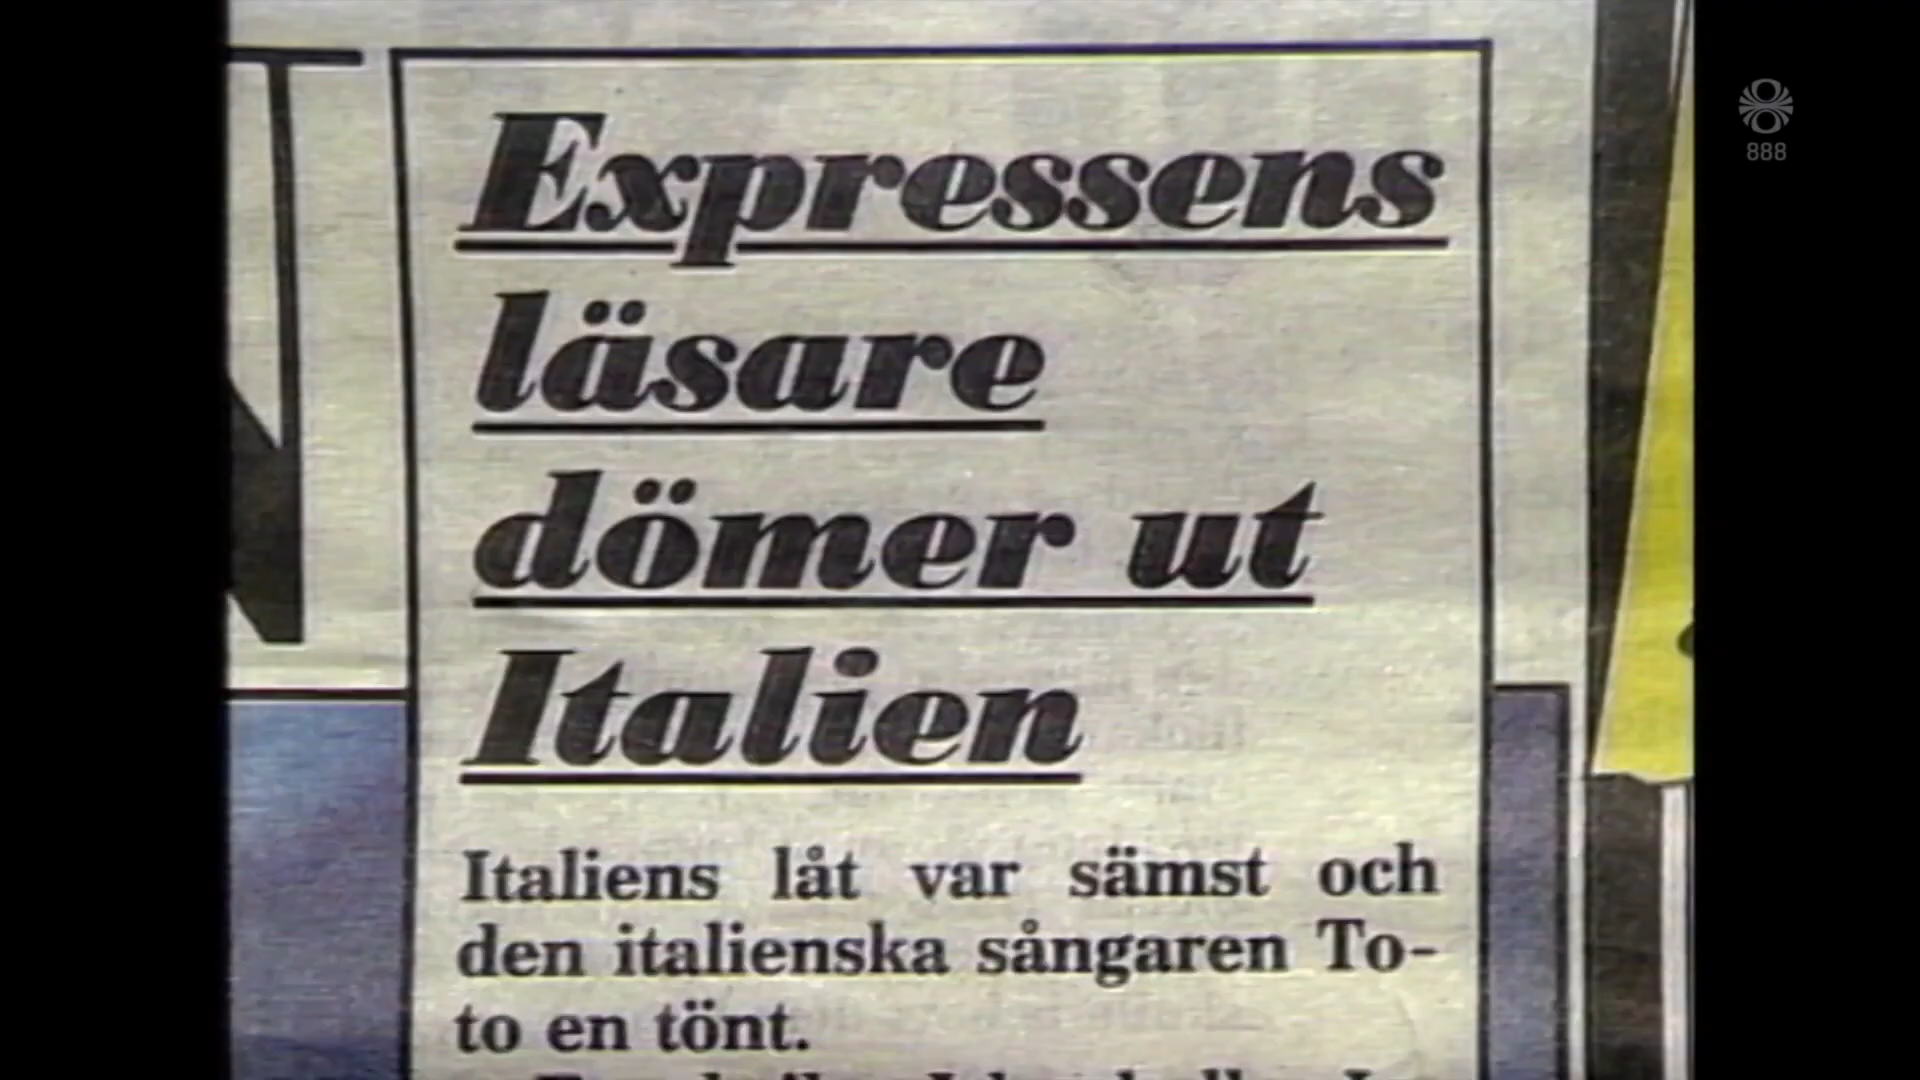 Expressens
läsare
dömer ut
Italien
Italiens låt var sämst och
den italienska sångaren To-
to en tönt.
888